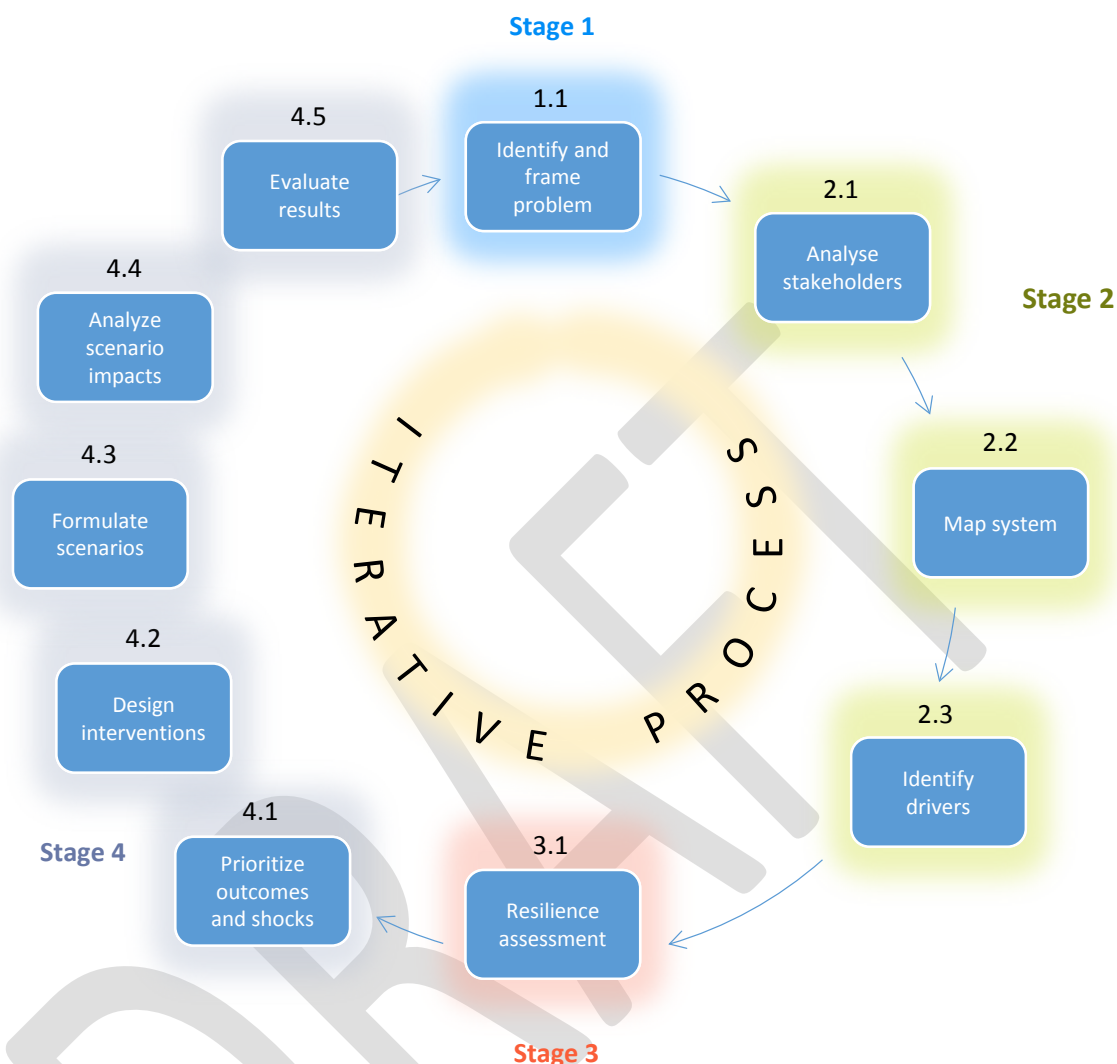 Stage 1
1.1
Identify and
frame
problem
2.1
Analyse
stakeholders
Stage 2
2.2
Map system
2.3
Identify
drivers
3.1
Resilience
assessment
Stage 3
4.1
Prioritize
outcomes
and shocks
Stage 4
4.2
Design
interventions
4.3
Formulate
scenarios
4.4
Analyze
scenario
impacts
4.5
Evaluate
results
ITERATIVE PROCESS
DRAFT